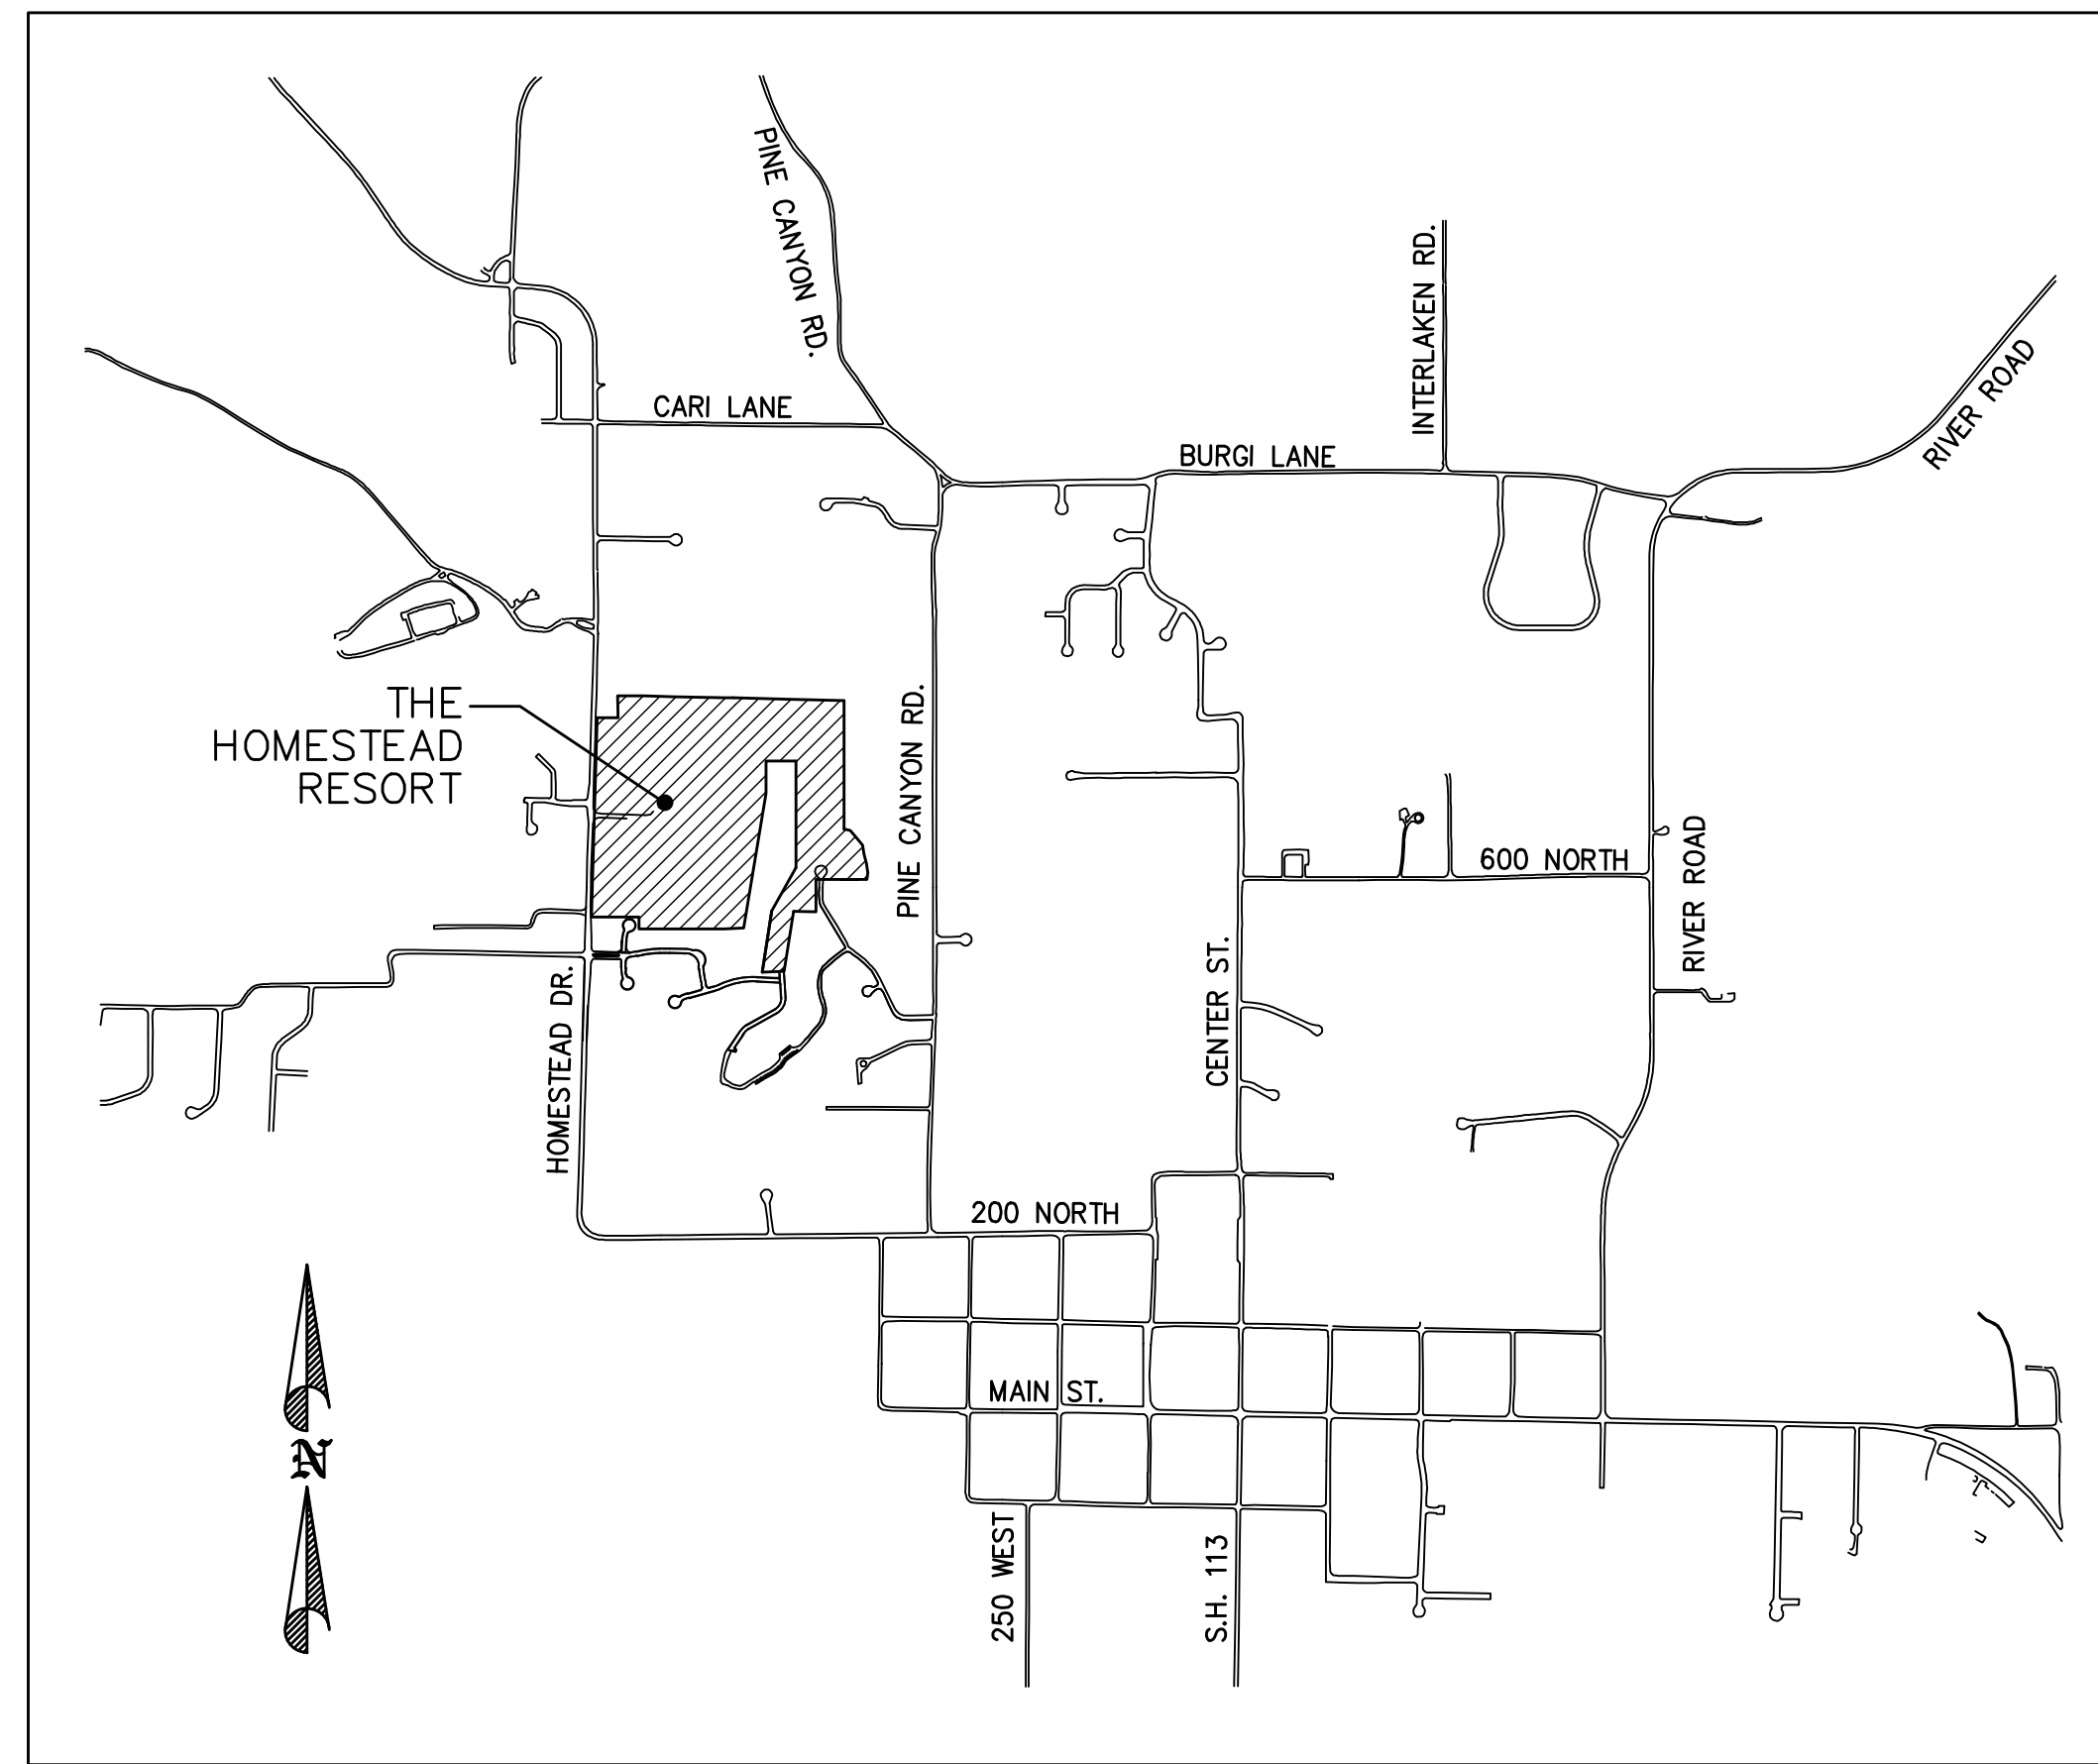 PINE CANYON RD.
INTERLAKEN RD.
RIVER ROAD
CARI LANE
BURGI LANE
THE
HOMESTEAD
RESORT
PINE CANYON RD.
600 NORTH
RIVER ROAD
CENTER ST.
HOMESTEAD DR.
200 NORTH
MAIN ST.
N
250 WEST
S.H. 113